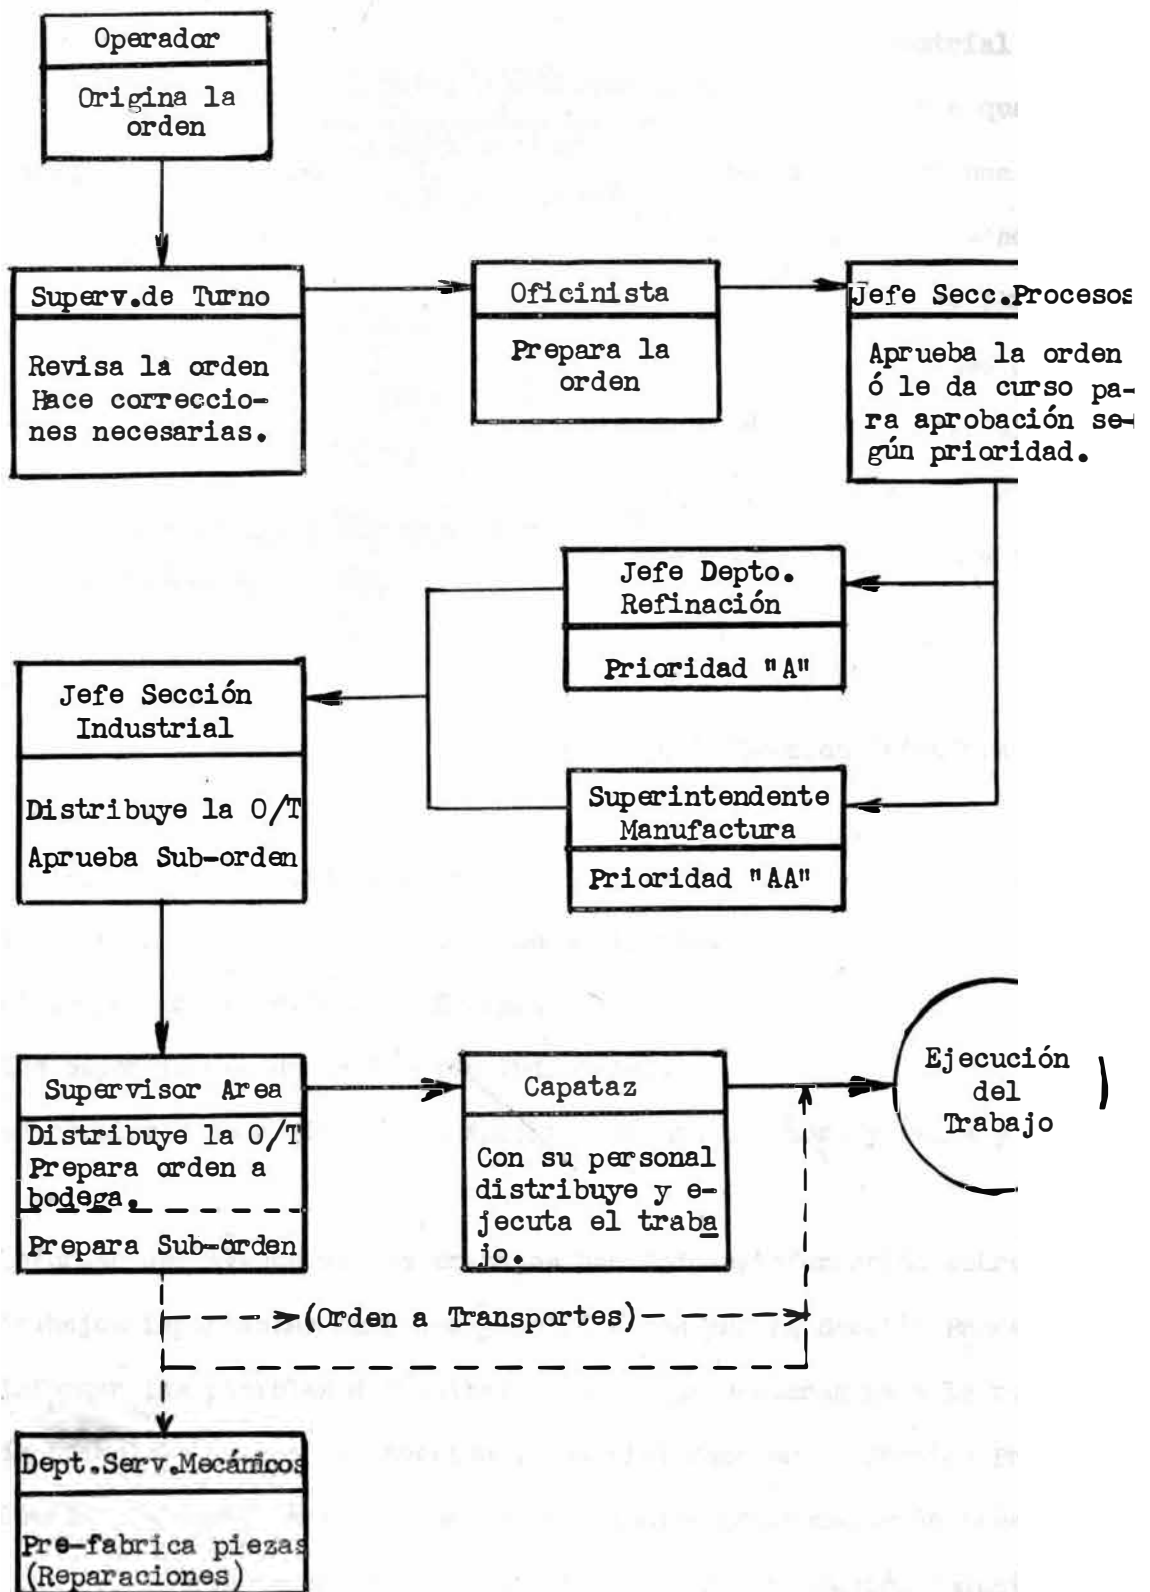 Operador
Origina la
orden
Superv.de Turno
Revisa la orden
Hace correccio-
nes necesarias.
Oficinista
Prepara la
orden
Jefe Secc.Procesos
Aprueba la orden
ó le da curso pa-
ra aprobación se-
gún prioridad.
Jefe Depto.
Refinación
Prioridad "A"
Superintendente
Manufactura
Prioridad "AA"
Jefe Sección
Industrial
Distribuye la O/T
Aprueba Sub-orden
Supervisor Area
Distribuye la O/T
Prepara orden a
bodega.
Prepara Sub-orden
Capataz
Con su personal
distribuye y e-
jecuta el traba
jo.
Ejecución
del
Trabajo
(Orden a Transportes)
Dept.Serv.Mecánicos
Pre-fabrica piezas
(Reparaciones)